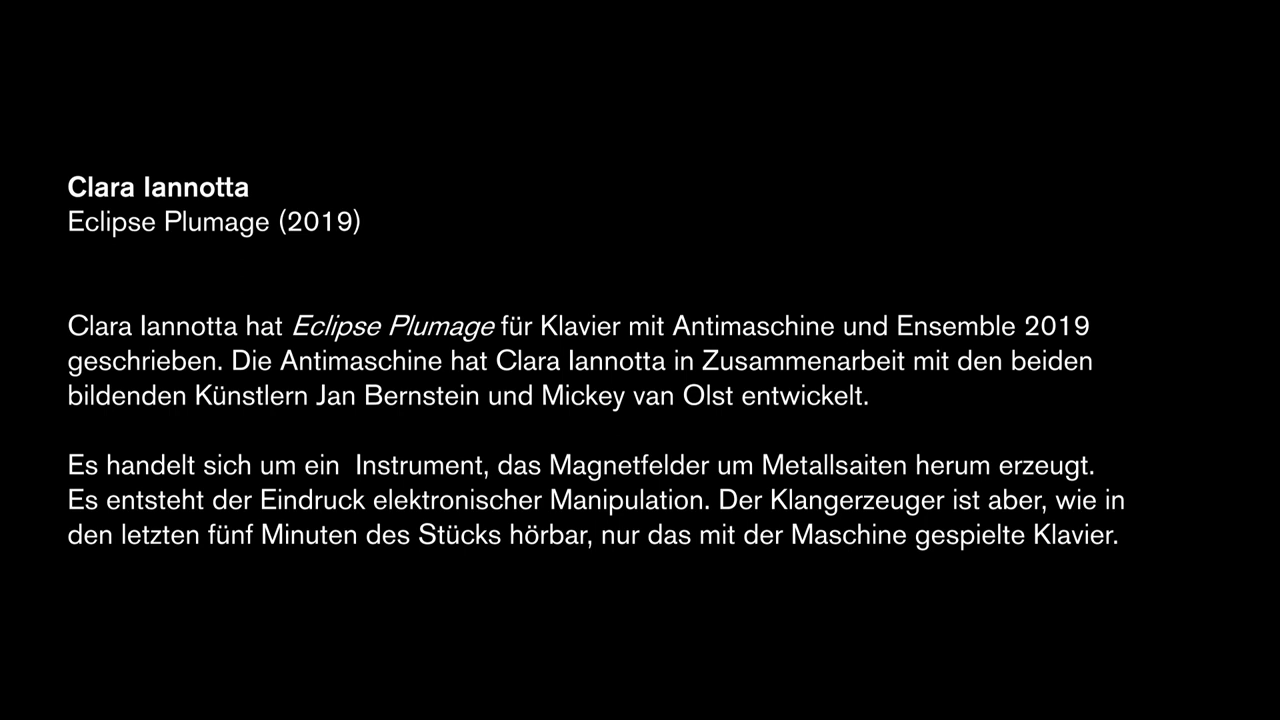 Clara Iannotta
Eclipse Plumage (2019)
Clara Iannotta hat Eclipse Plumage für Klavier mit Antimaschine und Ensemble 2019
geschrieben. Die Antimaschine hat Clara Iannotta in Zusammenarbeit mit den beiden
bildenden Künstlern Jan Bernstein und Mickey van Olst entwickelt.
Es handelt sich um ein  Instrument, das Magnetfelder um Metallsaiten herum erzeugt.
Es entsteht der Eindruck elektronischer Manipulation. Der Klangerzeuger ist aber, wie in
den letzten fünf Minuten des Stücks hörbar, nur das mit der Maschine gespielte Klavier.